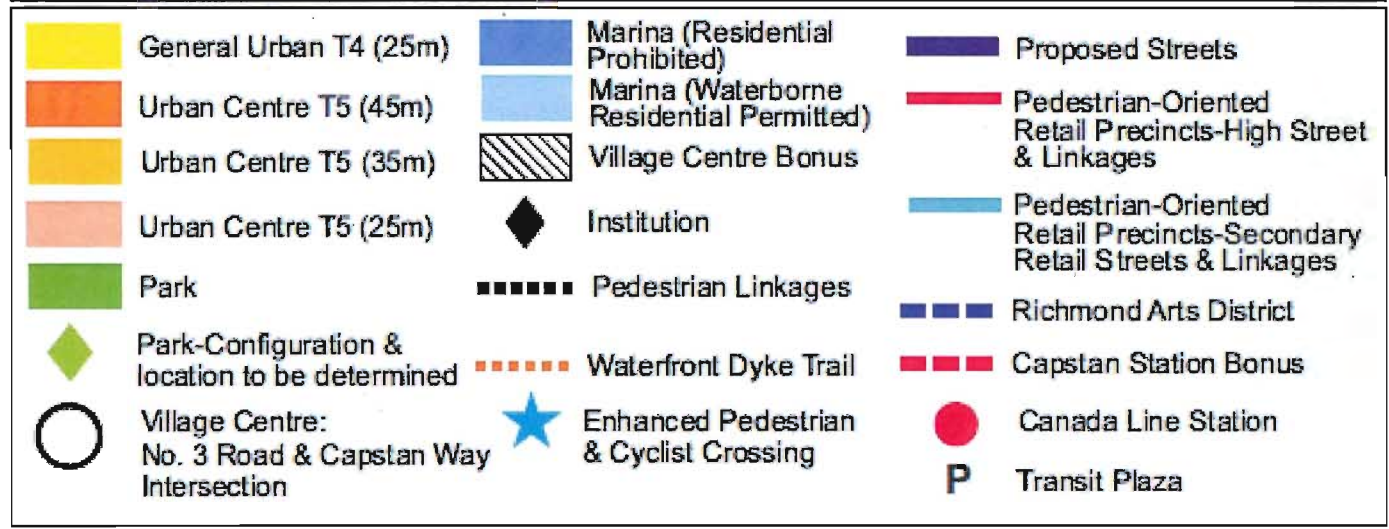 General Urban T4 (25m)
Urban Centre T5 (45m)
Urban Centre T5 (35m)
Urban Centre T5 (25m)
Park
Park-Configuration &
location to be determined
Village Centre:
No. 3 Road & Capstan Way
Intersection
Marina (Residential
Prohibited)
Marina (Waterborne
Residential Permitted)
Village Centre Bonus
Institution
Pedestrian Linkages
Waterfront Dyke Trail
Enhanced Pedestrian
& Cyclist Crossing
Proposed Streets
Pedestrian-Oriented
Retail Precincts-High Street
& Linkages
Pedestrian-Oriented
Retail Precincts-Secondary
Retail Streets & Linkages
Richmond Arts District
Capstan Station Bonus
Canada Line Station
P Transit Plaza